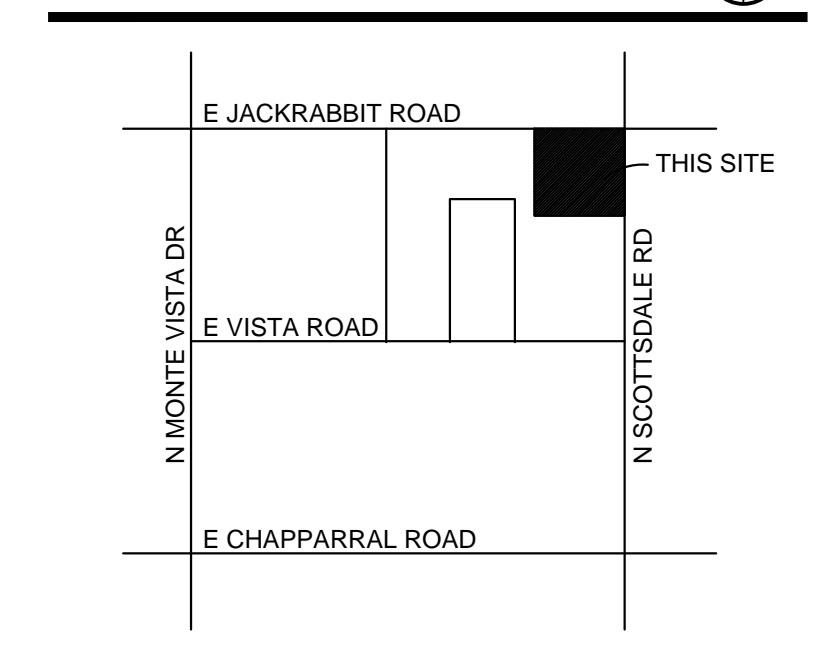 E JACKRABBIT ROAD
THIS SITE
N MONTE VISTA DR
E VISTA ROAD
N SCOTTSDALE RD
E CHAPPARRAL ROAD